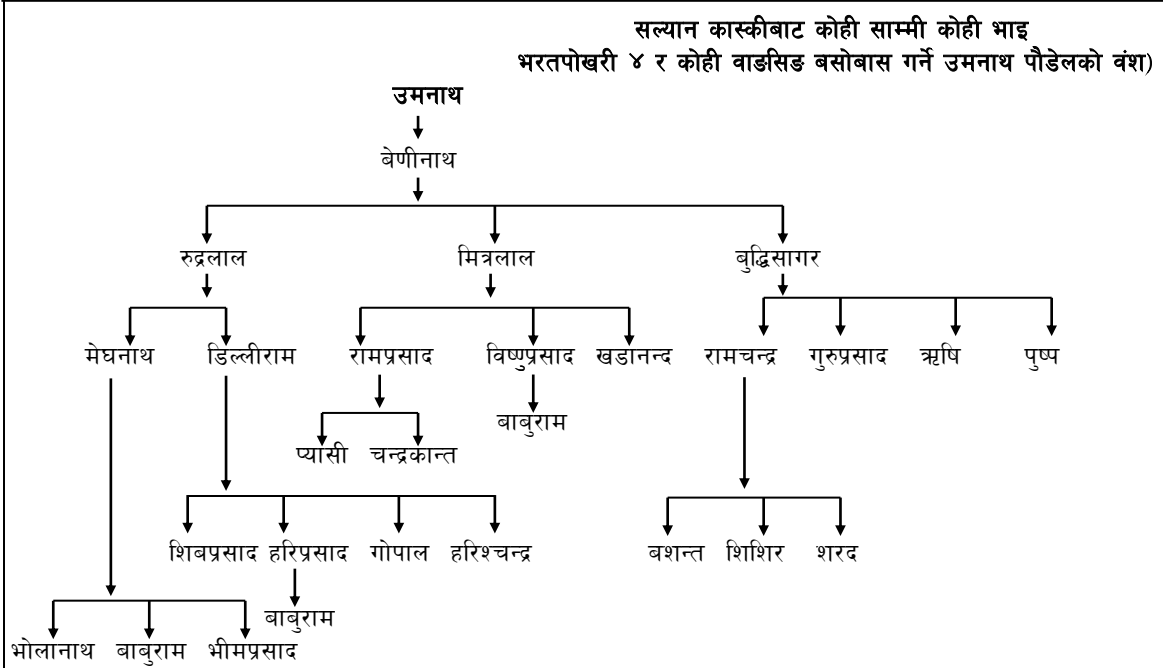 सल्यान कास्कीबाट कोही साम्मी कोही भाइ
भरतपोखरी ४ र कोही वाङसिङ बसोबास गर्ने उमनाथ पौडेलको वंश)
उमनाथ
बेणीनाथ
रुद्रलाल मित्रलाल बुद्धिसागर
मेघनाथ डिल्लीराम रामप्रसाद विष्णुप्रसाद खडानन्द रामचन्द्र गुरुप्रसाद ऋषि पुष्प
बाबुराम
प्यासी चन्द्रकान्त
शिबप्रसाद हरिप्रसाद गोपाल हरिश्चन्द्र बशन्त शिशिर शरद
बाबुराम
भोलानाथ बाबुराम भीमप्रसाद